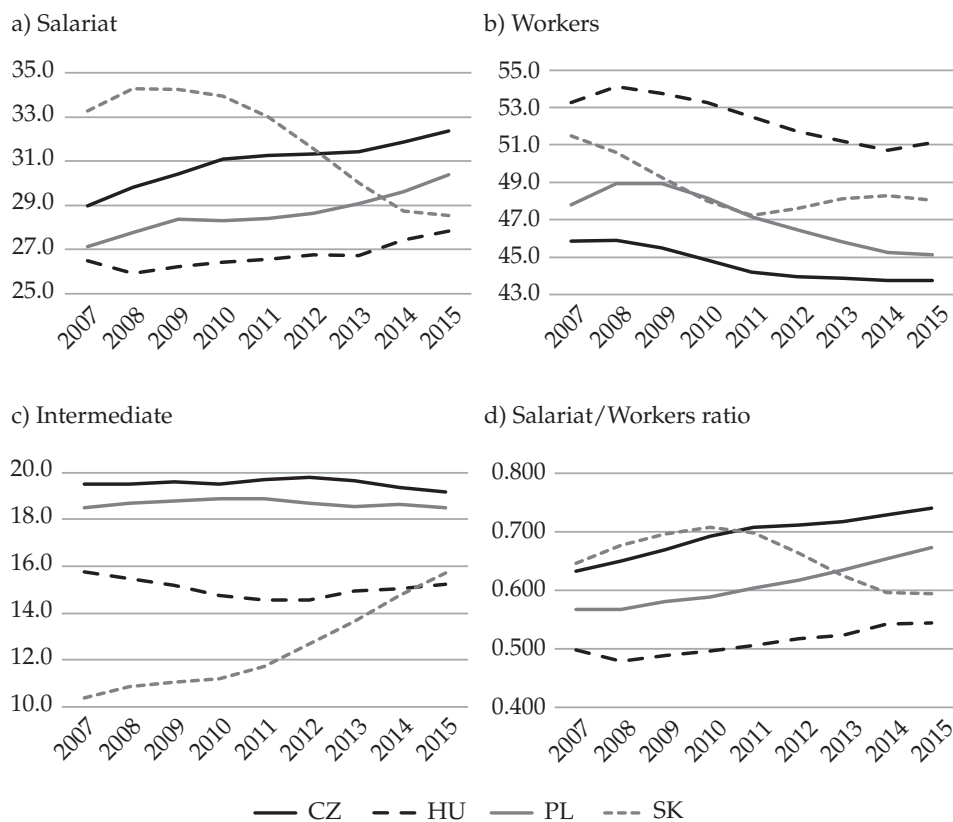 a) Salariat
35.0
33.0
31.0
29.0
27.0
25.0
2007 2008 2009 2010 2011 2012 2013 2014 2015
b) Workers
55.0
53.0
51.0
49.0
47.0
45.0
43.0
2007 2008 2009 2010 2011 2012 2013 2014 2015
c) Intermediate
20.0
18.0
16.0
14.0
12.0
10.0
2007 2008 2009 2010 2011 2012 2013 2014 2015
d) Salariat/Workers ratio
0.800
0.700
0.600
0.500
0.400
2007 2008 2009 2010 2011 2012 2013 2014 2015
CZ HU PL SK